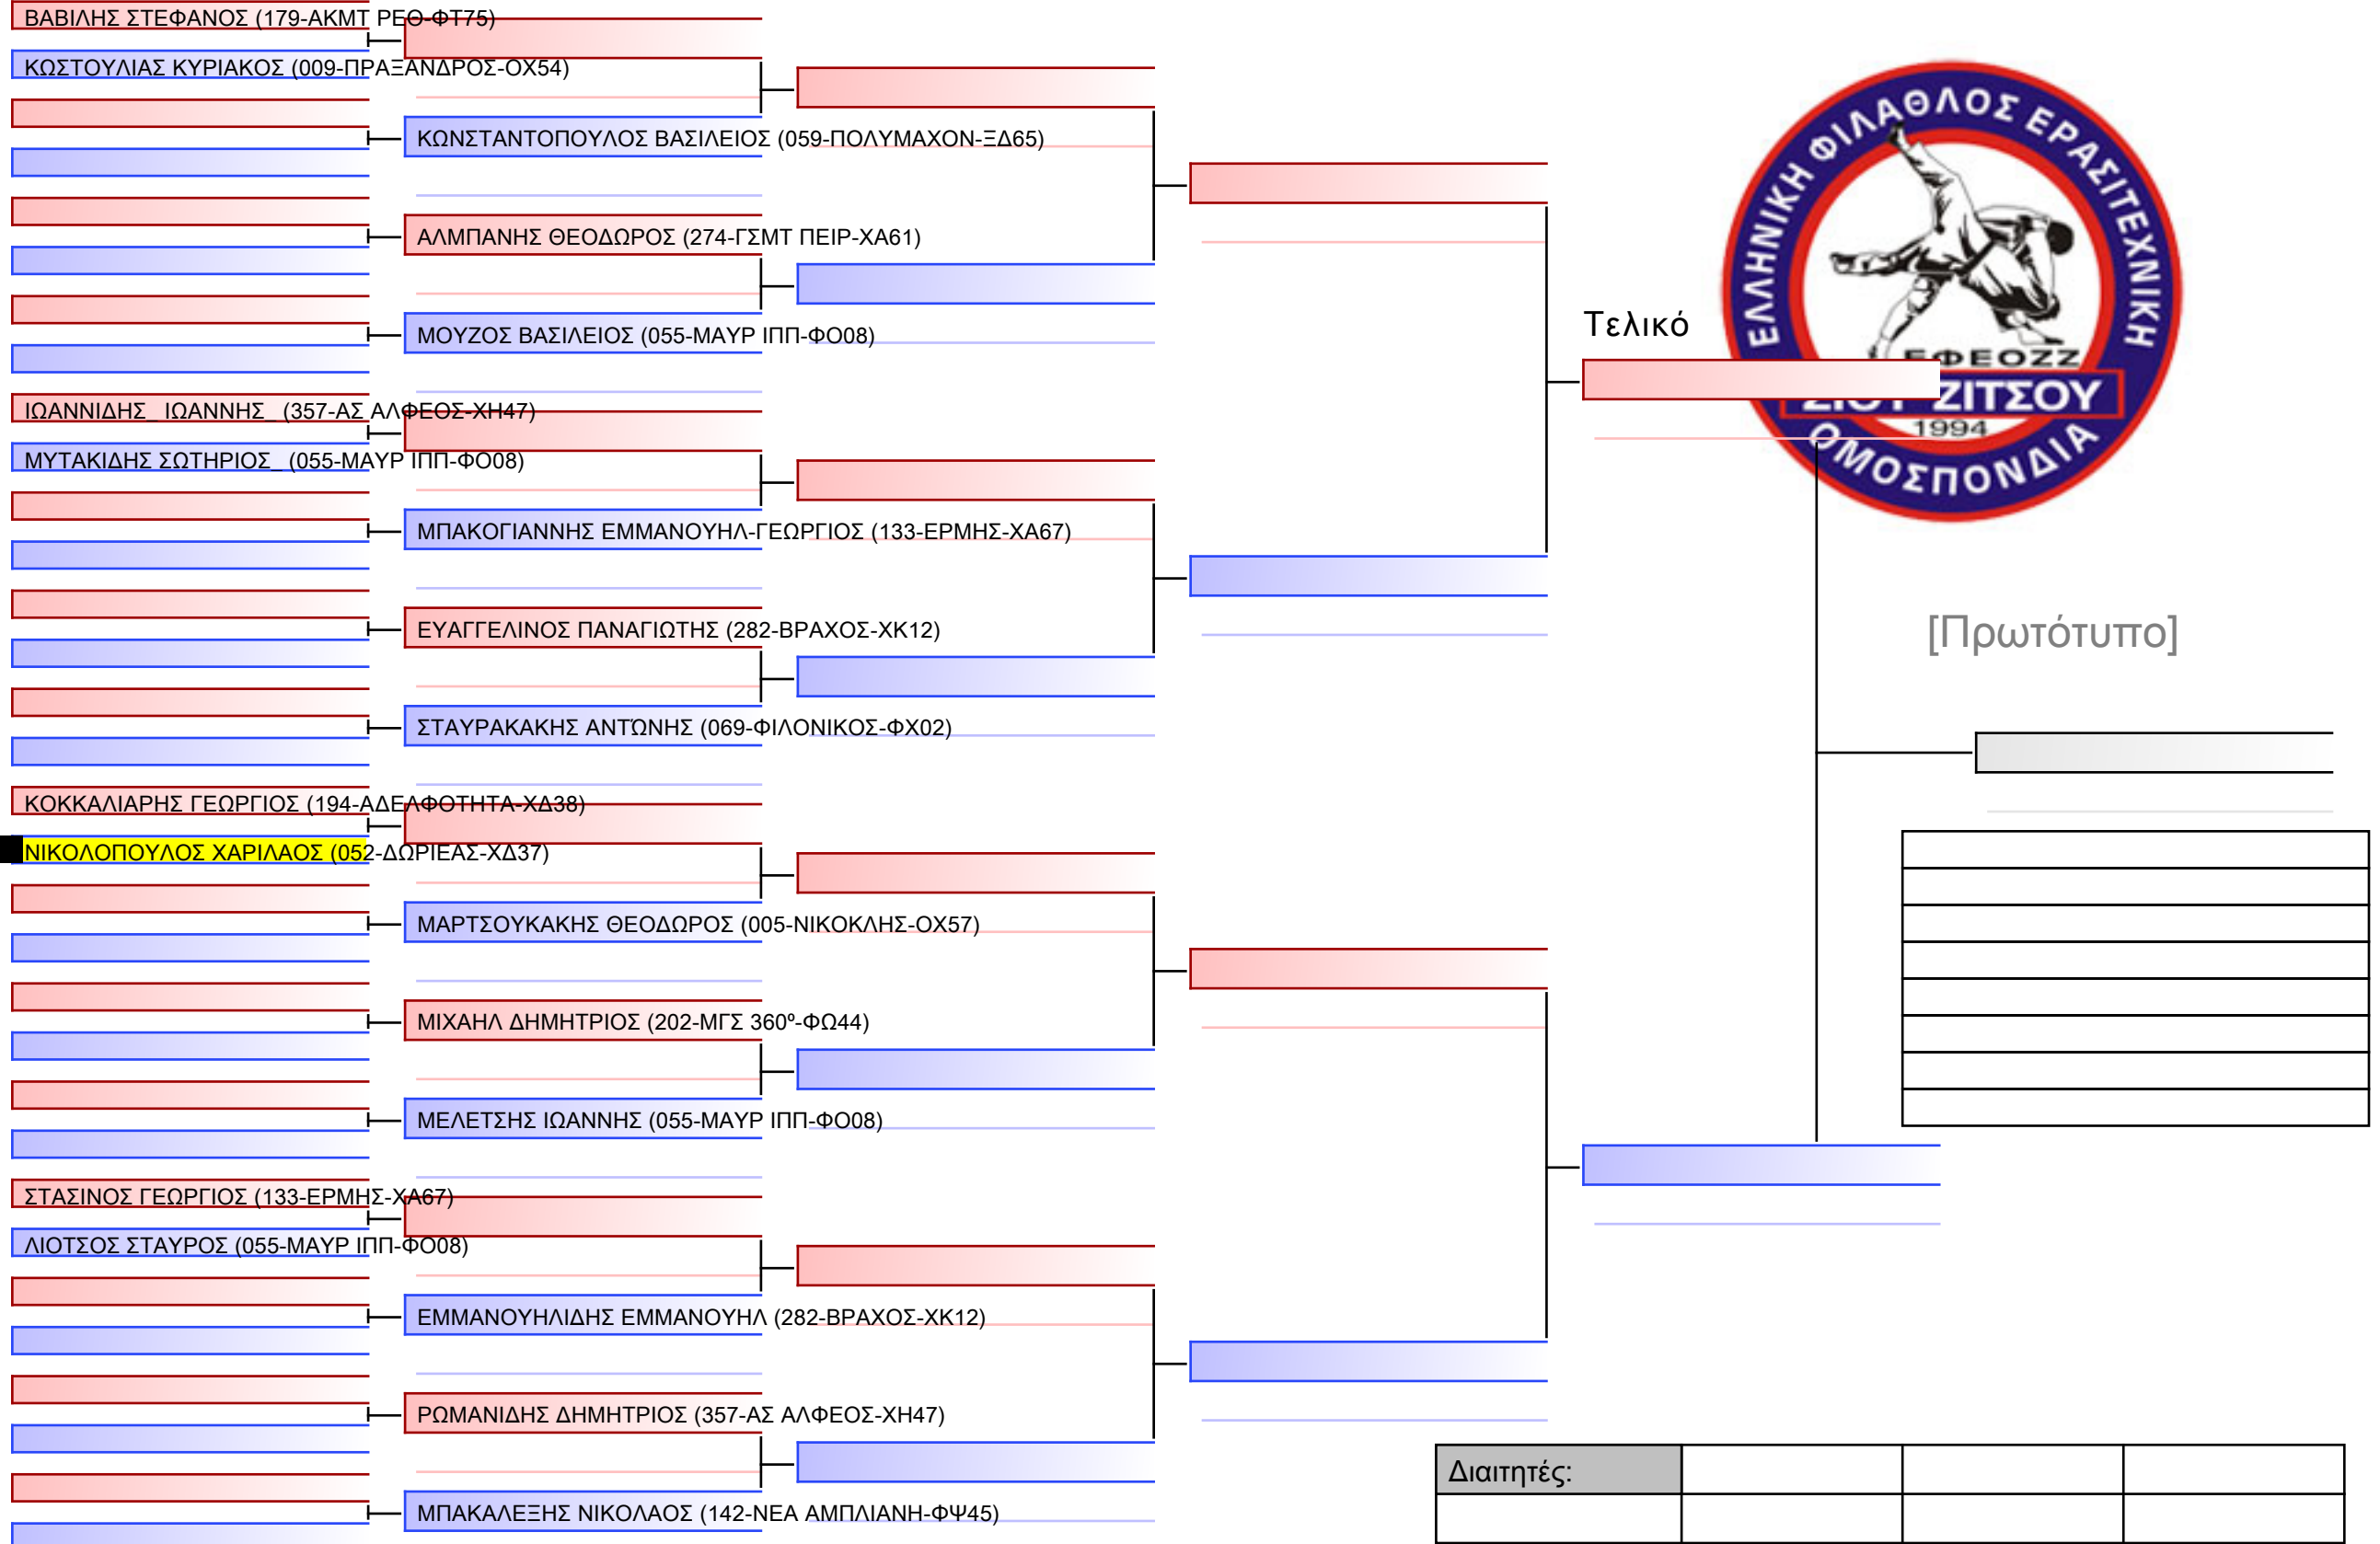 ΒΑΒΙΛΗΣ ΣΤΕΦΑΝΟΣ (179-ΑΚΜΤ ΡΕΘ-ΦΤ75)
ΚΩΣΤΟΥΛΙΑΣ ΚΥΡΙΑΚΟΣ (009-ΠΡΑΞΑΝΔΡΟΣ-ΟΧ54)
ΚΩΝΣΤΑΝΤΟΠΟΥΛΟΣ ΒΑΣΙΛΕΙΟΣ (059-ΠΟΛΥΜΑΧΟΝ-ΞΔ65)
ΑΛΜΠΑΝΗΣ ΘΕΟΔΩΡΟΣ (274-ΓΣΜΤ ΠΕΙΡ-ΧΑ61)
ΜΟΥΖΟΣ ΒΑΣΙΛΕΙΟΣ (055-ΜΑΥΡ ΙΠΠ-ΦΟ08)
ΙΩΑΝΝΙΔΗΣ_ ΙΩΑΝΝΗΣ_ (357-ΑΣ ΑΛΦΕΟΣ-ΧΗ47)
ΜΥΤΑΚΙΔΗΣ ΣΩΤΗΡΙΟΣ_ (055-ΜΑΥΡ ΙΠΠ-ΦΟ08)
ΜΠΑΚΟΓΙΑΝΝΗΣ ΕΜΜΑΝΟΥΗΛ-ΓΕΩΡΓΙΟΣ (133-ΕΡΜΗΣ-ΧΑ67)
ΕΥΑΓΓΕΛΙΝΟΣ ΠΑΝΑΓΙΩΤΗΣ (282-ΒΡΑΧΟΣ-ΧΚ12)
ΣΤΑΥΡΑΚΑΚΗΣ ΑΝΤΏΝΗΣ (069-ΦΙΛΟΝΙΚΟΣ-ΦΧ02)
ΚΟΚΚΑΛΙΑΡΗΣ ΓΕΩΡΓΙΟΣ (194-ΑΔΕΛΦΟΤΗΤΑ-ΧΔ38)
ΝΙΚΟΛΟΠΟΥΛΟΣ ΧΑΡΙΛΑΟΣ (052-ΔΩΡΙΕΑΣ-ΧΔ37)
ΜΑΡΤΣΟΥΚΑΚΗΣ ΘΕΟΔΩΡΟΣ (005-ΝΙΚΟΚΛΗΣ-ΟΧ57)
ΜΙΧΑΗΛ ΔΗΜΗΤΡΙΟΣ (202-ΜΓΣ 360º-ΦΩ44)
ΜΕΛΕΤΣΗΣ ΙΩΑΝΝΗΣ (055-ΜΑΥΡ ΙΠΠ-ΦΟ08)
ΣΤΑΣΙΝΟΣ ΓΕΩΡΓΙΟΣ (133-ΕΡΜΗΣ-ΧΑ67)
ΛΙΟΤΣΟΣ ΣΤΑΥΡΟΣ (055-ΜΑΥΡ ΙΠΠ-ΦΟ08)
ΕΜΜΑΝΟΥΗΛΙΔΗΣ ΕΜΜΑΝΟΥΗΛ (282-ΒΡΑΧΟΣ-ΧΚ12)
ΡΩΜΑΝΙΔΗΣ ΔΗΜΗΤΡΙΟΣ (357-ΑΣ ΑΛΦΕΟΣ-ΧΗ47)
ΜΠΑΚΑΛΕΞΗΣ ΝΙΚΟΛΑΟΣ (142-ΝΕΑ ΑΜΠΛΙΑΝΗ-ΦΨ45)
Τελικό
ΕΛΛΗΝΙΚΗ ΦΙΛΑΘΛΟΣ ΕΡΑΣΙΤΕΧΝΙΚΗ
ΕΦΕΟΖΖ
ΖΙΤΣΟΥ
1994
ΟΜΟΣΠΟΝΔΙΑ
[Πρωτότυπο]
Διαιτητές: